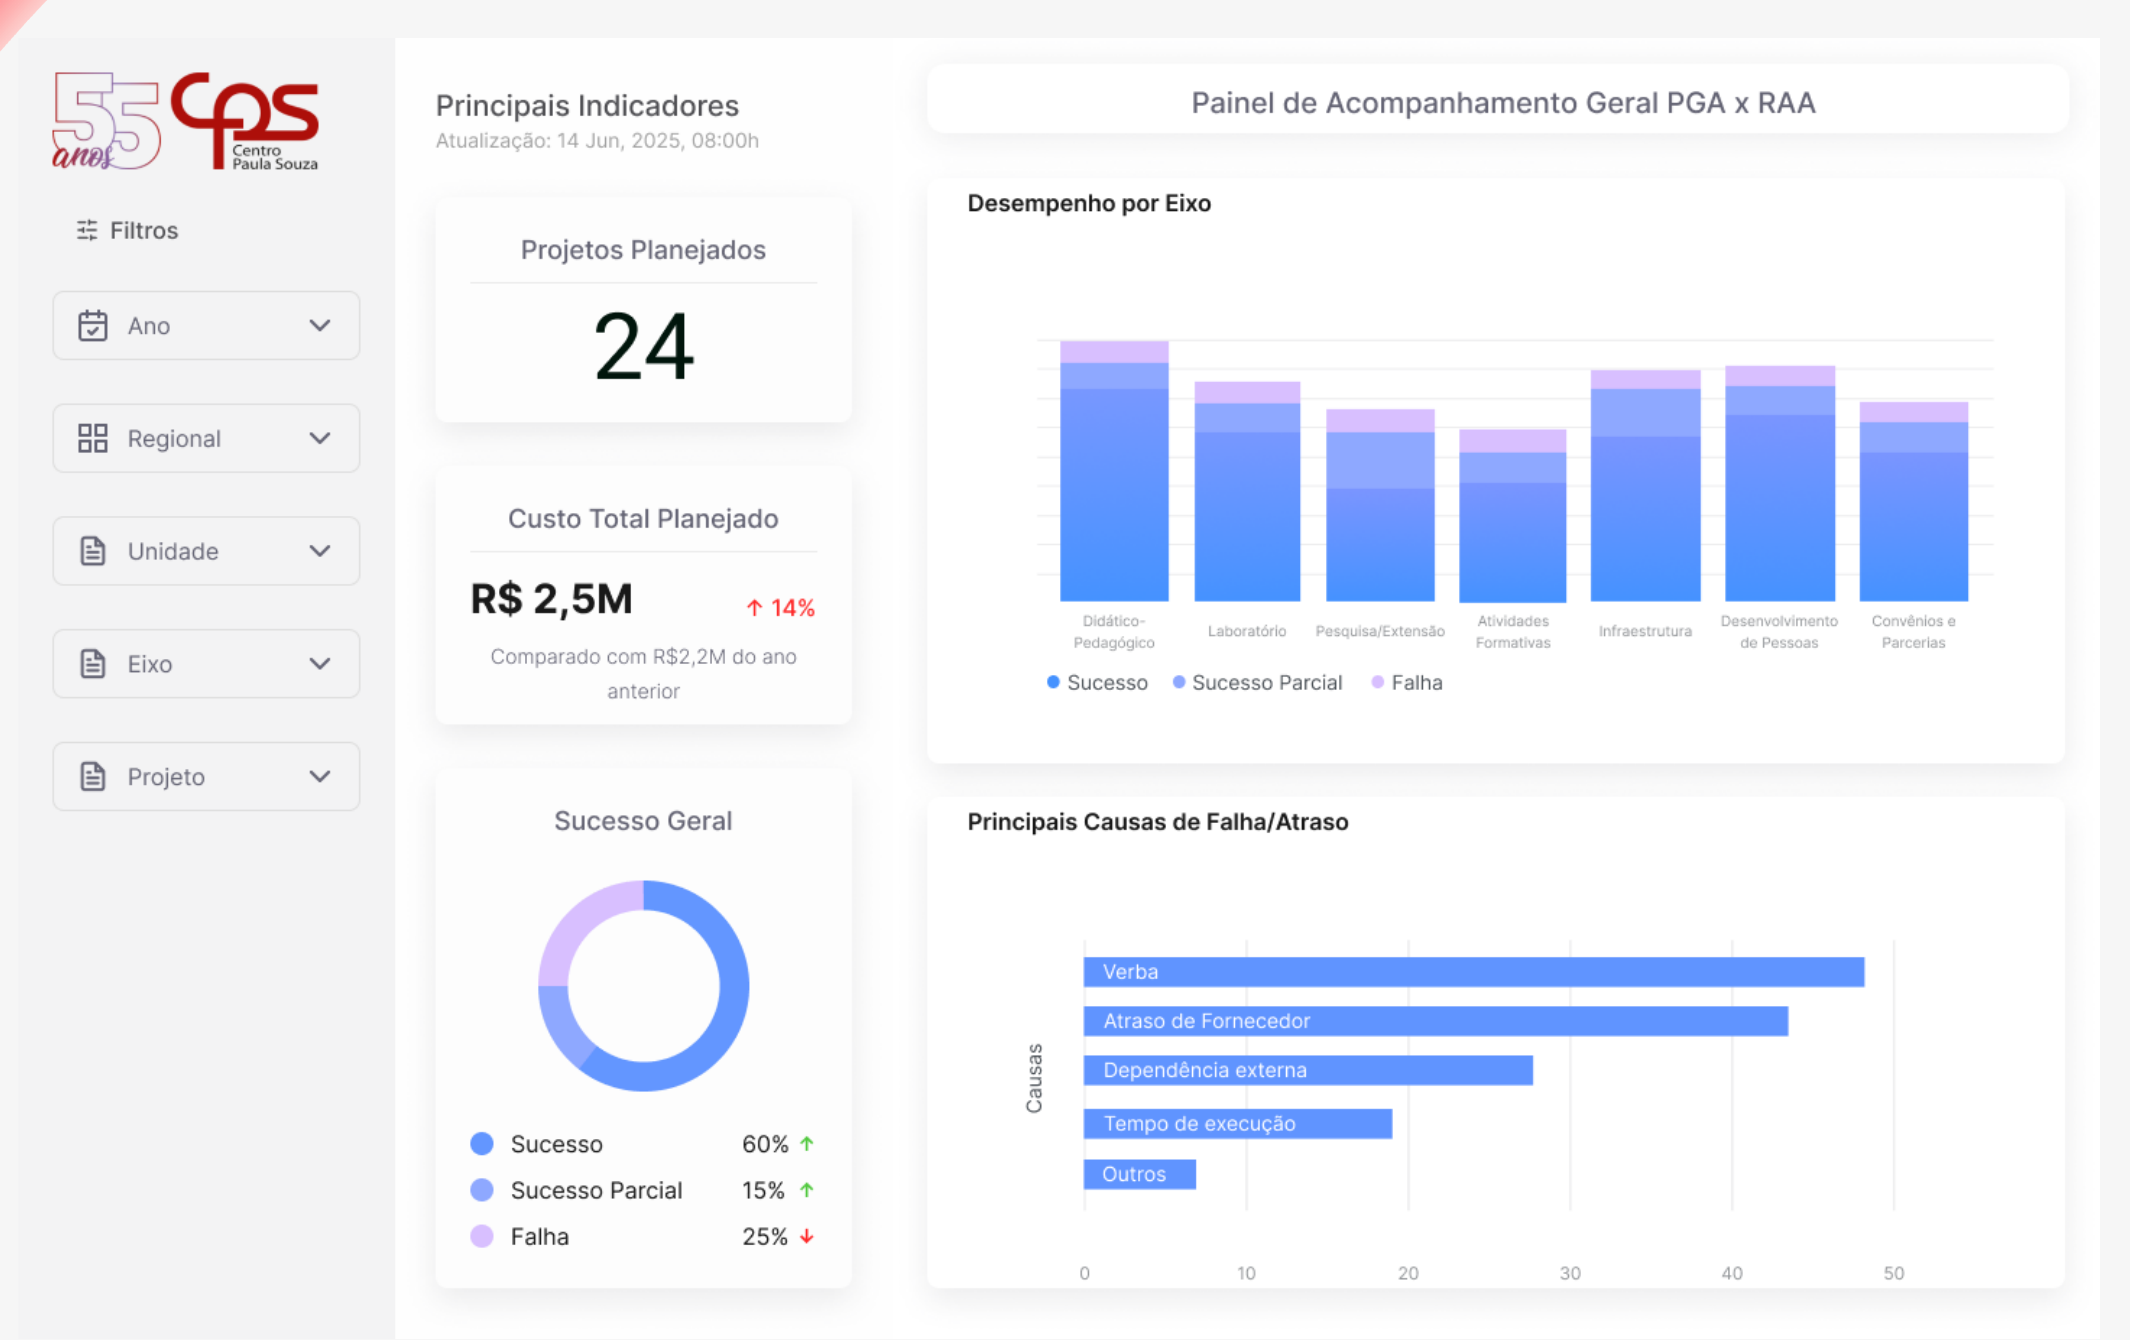 55
anos
CPS
Centro
Paula Souza
Filtros
Ano
Regional
Unidade
Eixo
Projeto
Principais Indicadores
Atualização: 14 Jun, 2025, 08:00h
Projetos Planejados
24
Custo Total Planejado
R$ 2,5M
↑ 14%
Comparado com R$2,2M do ano
anterior
Sucesso Geral
Sucesso 60% ↑
Sucesso Parcial 15% ↑
Falha 25% ↓
Painel de Acompanhamento Geral PGA x RAA
Desempenho por Eixo
Didático-
Pedagógico
Laboratório
Pesquisa/Extensão
Atividades
Formativas
Infraestrutura
Desenvolvimento
de Pessoas
Convênios e
Parcerias
Sucesso Sucesso Parcial Falha
Principais Causas de Falha/Atraso
Causas
Verba
Atraso de Fornecedor
Dependência externa
Tempo de execução
Outros
0 10 20 30 40 50